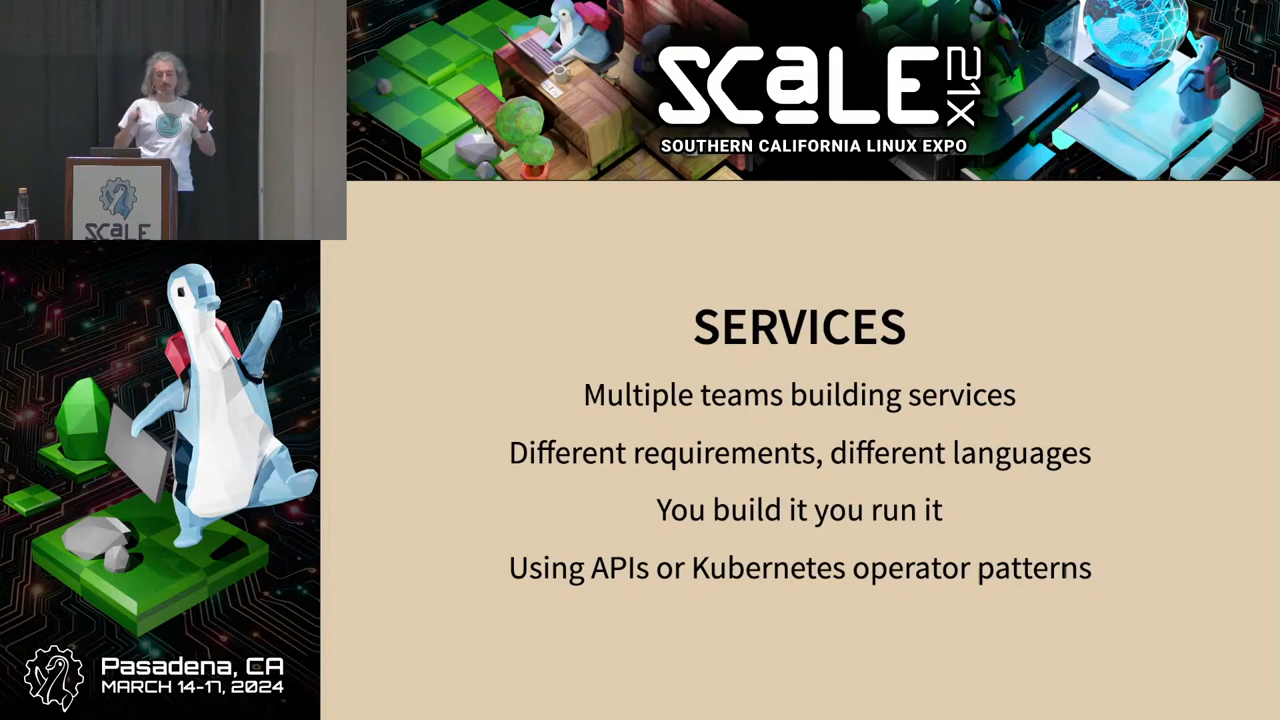 SCaLE 21X
SOUTHERN CALIFORNIA LINUX EXPO
SCaLE
SERVICES
Multiple teams building services
Different requirements, different languages
You build it you run it
Using APIs or Kubernetes operator patterns
Pasadena, CA
MARCH 14-17, 2024